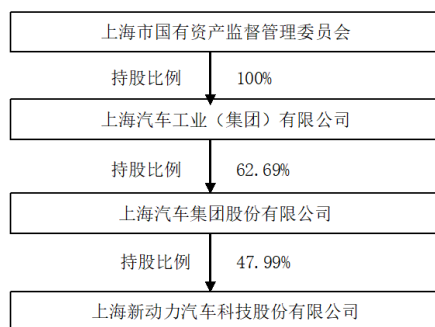 上海市国有资产监督管理委员会
持股比例 100%
上海汽车工业（集团）有限公司
持股比例 62.69%
上海汽车集团股份有限公司
持股比例 47.99%
上海新动力汽车科技股份有限公司